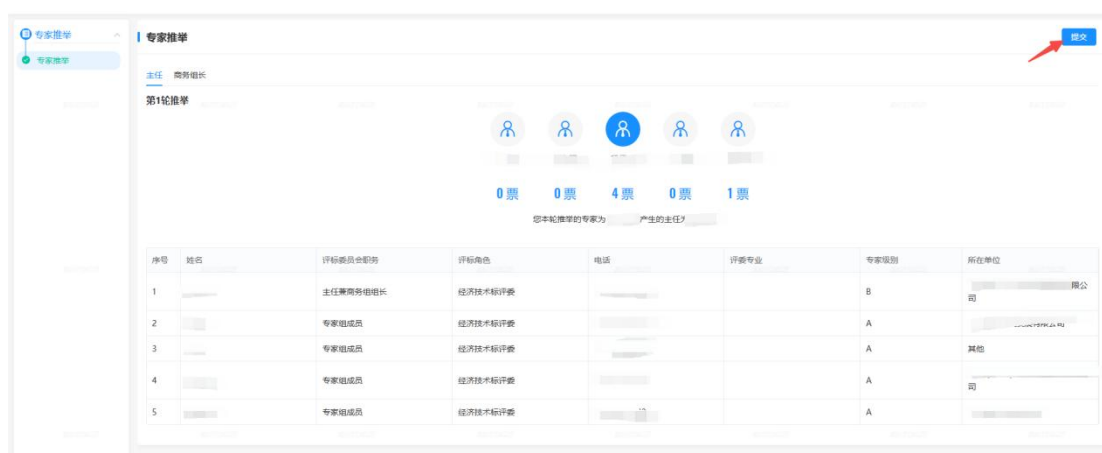 专家推举
专家推举
专家推举
提交
主任 商务组长
第1轮推举
0票 0票 4票 0票 1票
您本轮推举的专家为 产生的主任为
序号 姓名 评标委员会职务 评标角色 电话 评委专业 专家级别 所在单位
1 主任兼商务组组长 经济技术标评委 B 限公
司
2 专家组成员 经济技术标评委 A 有限公司
3 专家组成员 经济技术标评委 A 其他
4 专家组成员 经济技术标评委 A
司
5 专家组成员 经济技术标评委 A